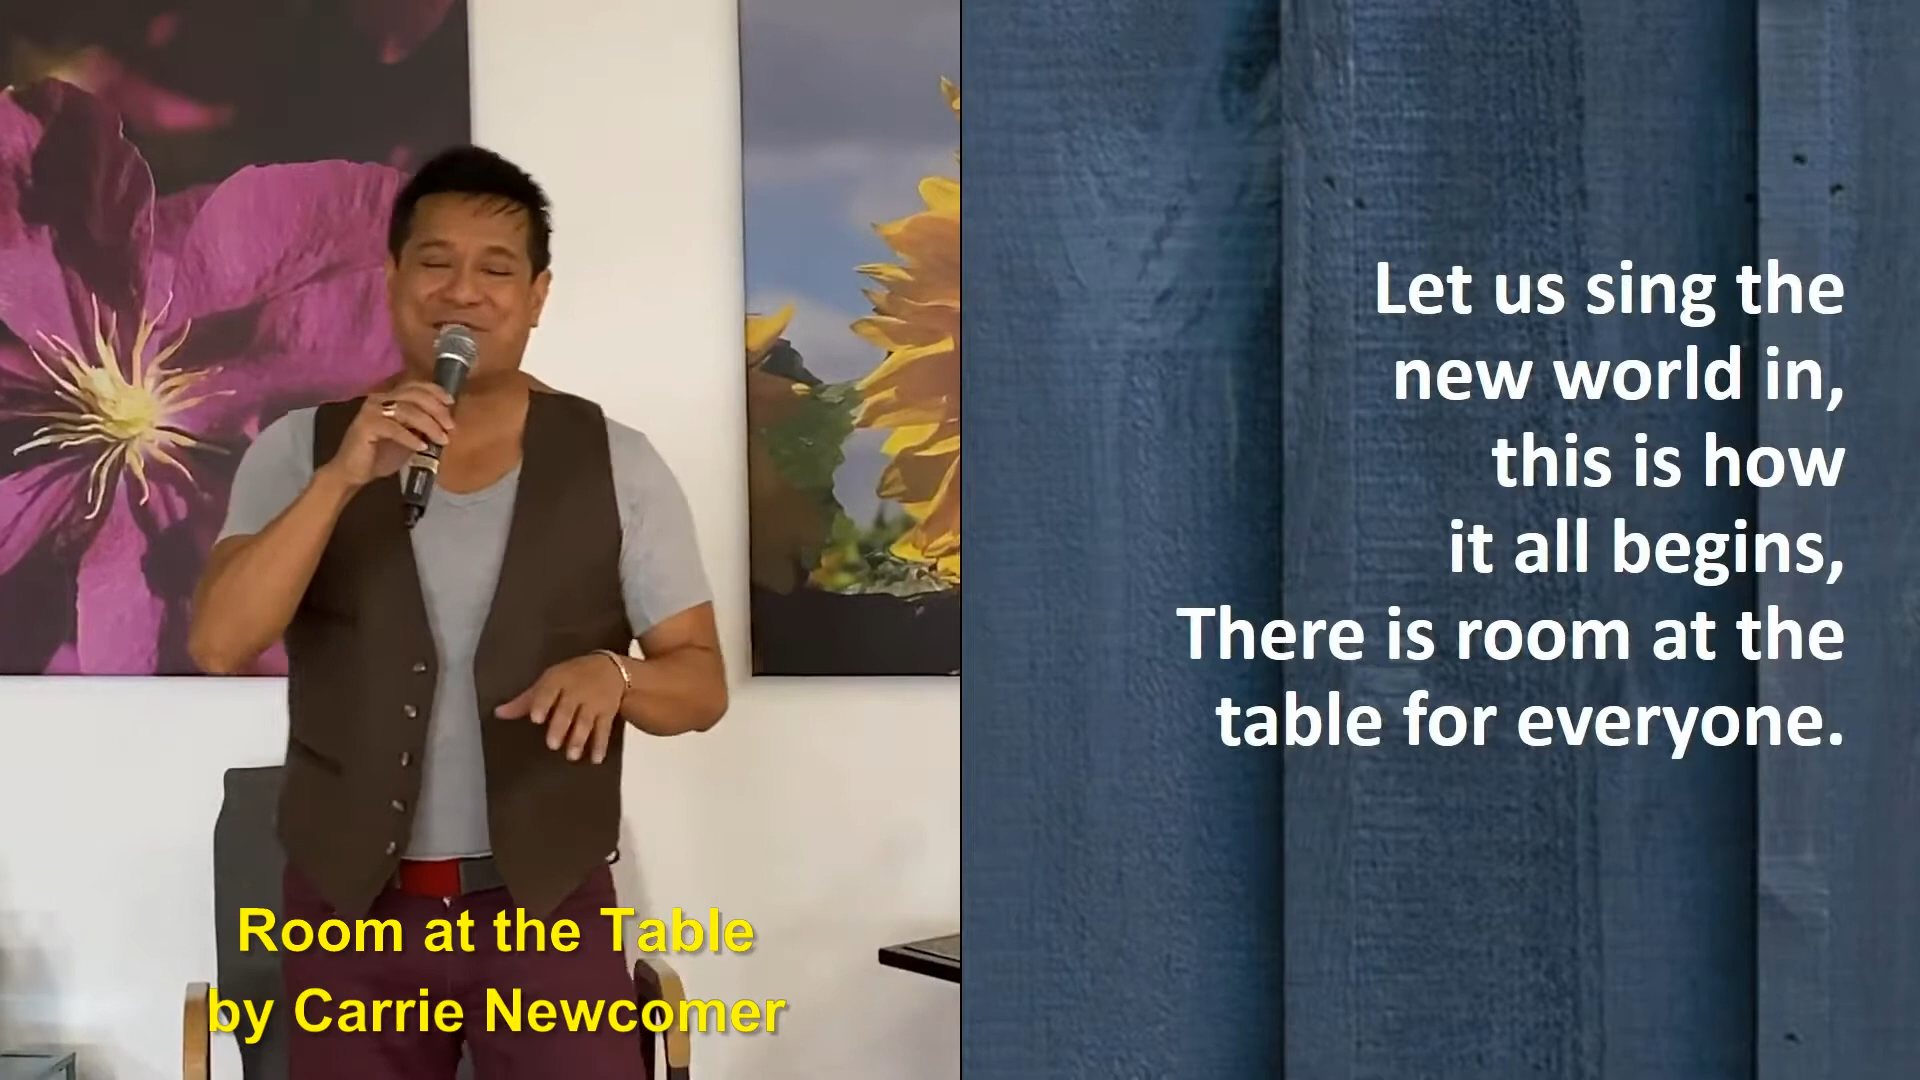 Room at the Table
by Carrie Newcomer
Let us sing the
new world in,
this is how
it all begins,
There is room at the
table for everyone.